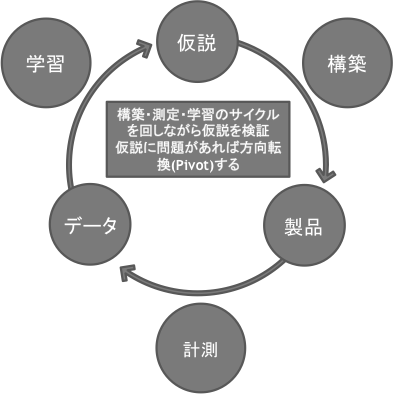 仮説
学習
構築
構築・測定・学習のサイクル
を回しながら仮説を検証
仮説に問題があれば方向転
換(Pivot)する
データ
製品
計測